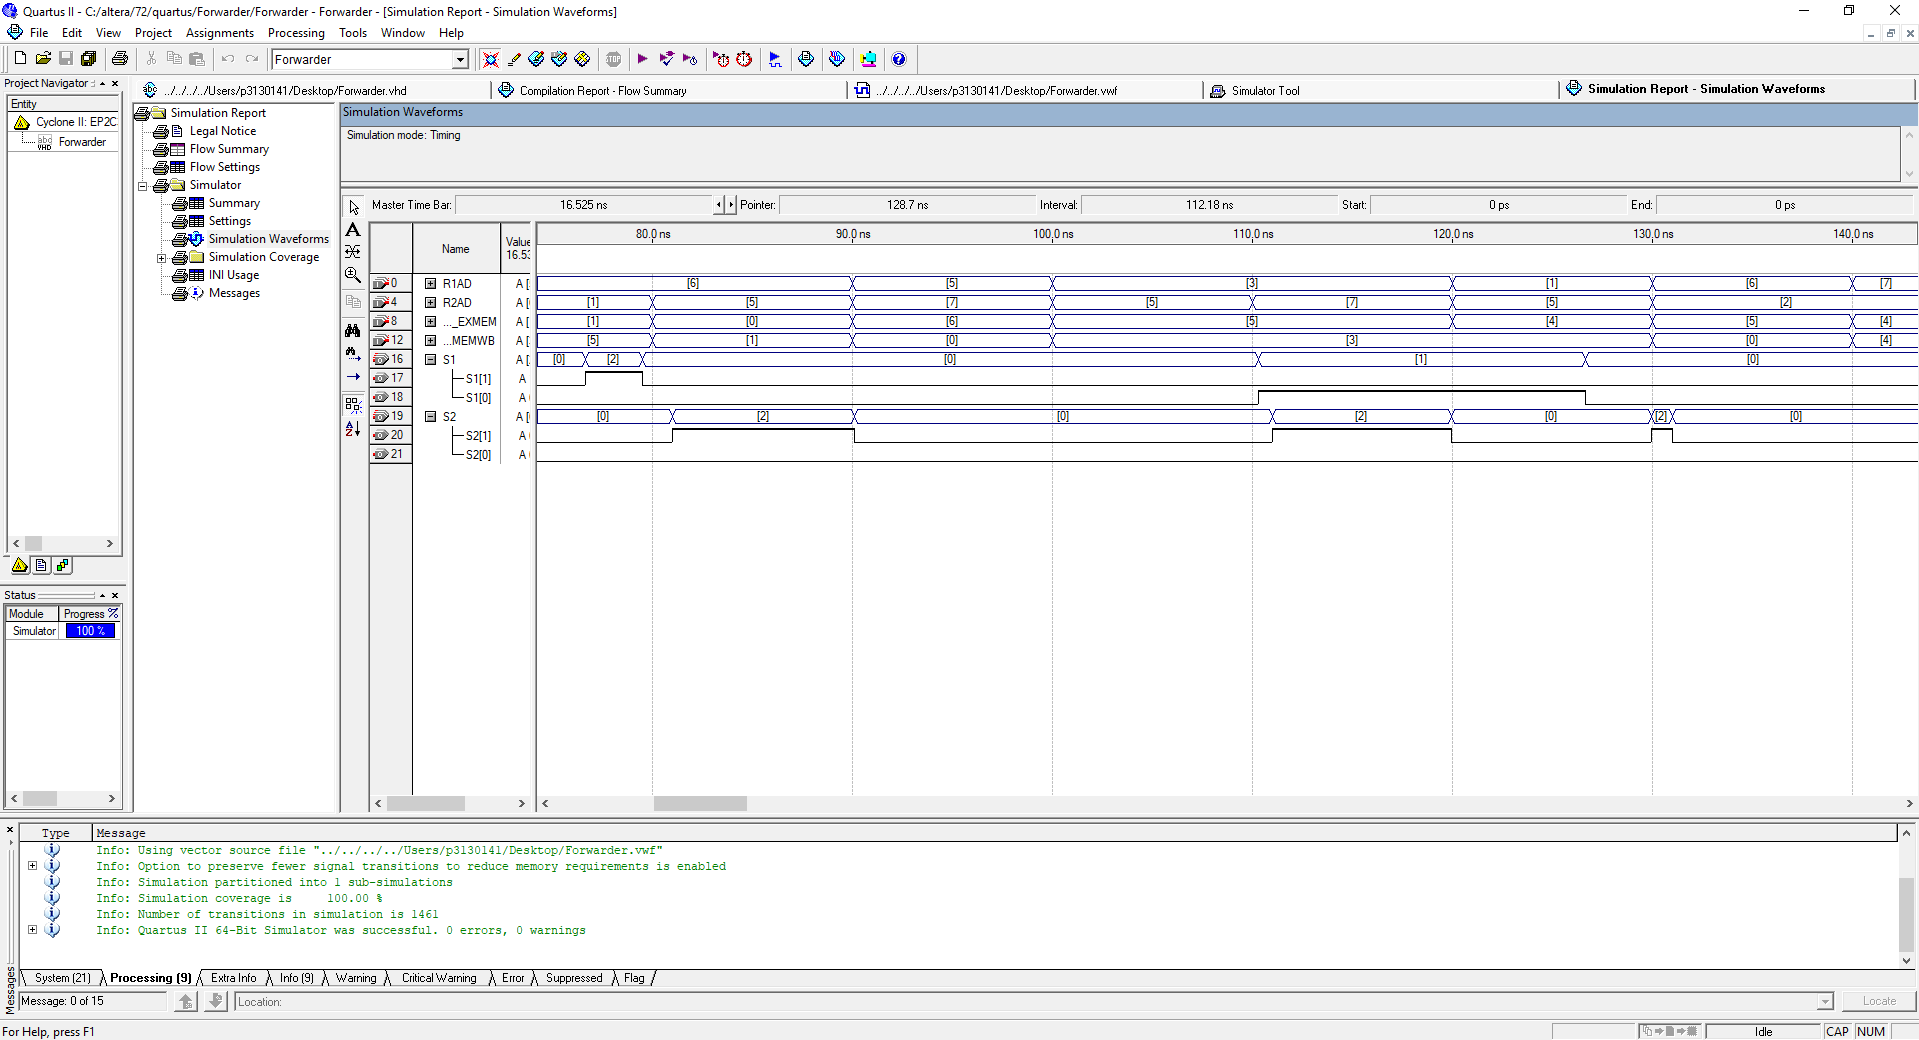 Quartus II - C:/altera/72/quartus/Forwarder/Forwarder - Forwarder - [Simulation Report - Simulation Waveforms]
File Edit View Project Assignments Processing Tools Window Help
Forwarder
STOP
Project Navigator
../../../../Users/p3130141/Desktop/Forwarder.vhd
Compilation Report - Flow Summary
../../../../Users/p3130141/Desktop/Forwarder.vwf
Simulator Tool
Simulation Report - Simulation Waveforms
Entity
Cyclone II: EP2C
abc VHD Forwarder
Simulation Report
Legal Notice
Flow Summary
Flow Settings
Simulator
Summary
Settings
Simulation Waveforms
Simulation Coverage
INI Usage
Messages
Simulation Waveforms
Simulation mode: Timing
Master Time Bar: 16.525 ns Pointer: 128.7 ns Interval: 112.18 ns Start: 0 ps End: 0 ps
Name Value 16.53
80.0 ns 90.0 ns 100.0 ns 110.0 ns 120.0 ns 130.0 ns 140.0 ns
0 R1AD A [ [6] [5] [3] [1] [6] [7]
4 R2AD A [ [1] [5] [7] [5] [7] [5] [2]
8 ..._EXMEM A [ [1] [0] [6] [5] [4] [5] [4]
12 ...MEMWB A [ [5] [1] [0] [3] [0] [4]
16 S1 A [ [0] [2] [0] [1] [0]
17 S1[1] A
18 S1[0] A
19 S2 A [ [0] [2] [0] [2] [0] [2] [0]
20 S2[1] A
21 S2[0] A
Status
Module Progress %
Simulator 100 %
Type Message
Info: Using vector source file "../../../../Users/p3130141/Desktop/Forwarder.vwf"
Info: Option to preserve fewer signal transitions to reduce memory requirements is enabled
Info: Simulation partitioned into 1 sub-simulations
Info: Simulation coverage is 100.00 %
Info: Number of transitions in simulation is 1461
Info: Quartus II 64-Bit Simulator was successful. 0 errors, 0 warnings
System (21) Processing (9) Extra Info Info (9) Warning Critical Warning Error Suppressed Flag
Messages
Message: 0 of 15 Location: Locate
For Help, press F1 Idle CAP NUM